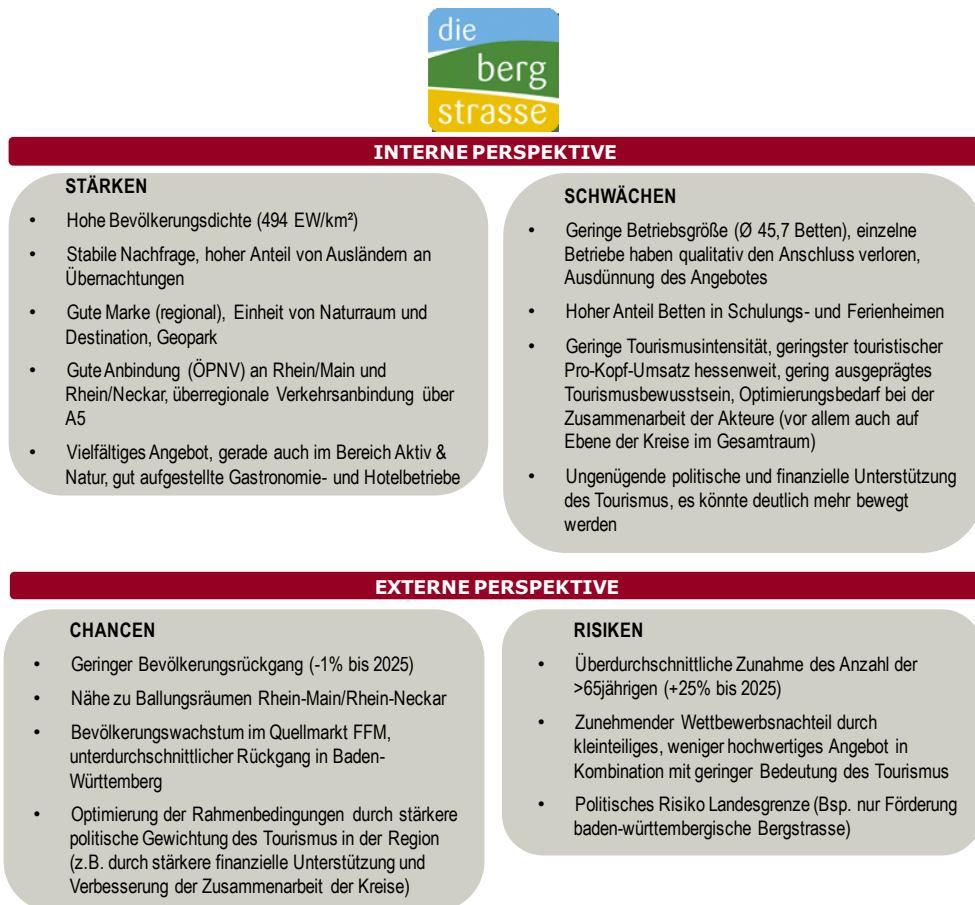 die
berg
strasse
INTERNE PERSPEKTIVE
STÄRKEN
• Hohe Bevölkerungsdichte (494 EW/km²)
• Stabile Nachfrage, hoher Anteil von Ausländern an
Übernachtungen
• Gute Marke (regional), Einheit von Naturraum und
Destination, Geopark
• Gute Anbindung (ÖPNV) an Rhein/Main und
Rhein/Neckar, überregionale Verkehrsanbindung über
A5
• Vielfältiges Angebot, gerade auch im Bereich Aktiv &
Natur, gut aufgestellte Gastronomie- und Hotelbetriebe
SCHWÄCHEN
• Geringe Betriebsgröße (Ø 45,7 Betten), einzelne
Betriebe haben qualitativ den Anschluss verloren,
Ausdünnung des Angebotes
• Hoher Anteil Betten in Schulungs- und Ferienheimen
• Geringe Tourismusintensität, geringster touristischer
Pro-Kopf-Umsatz hessenweit, gering ausgeprägtes
Tourismusbewusstsein, Optimierungsbedarf bei der
Zusammenarbeit der Akteure (vor allem auch auf
Ebene der Kreise im Gesamtraum)
• Ungenügende politische und finanzielle Unterstützung
des Tourismus, es könnte deutlich mehr bewegt
werden
EXTERNE PERSPEKTIVE
CHANCEN
• Geringer Bevölkerungsrückgang (-1% bis 2025)
• Nähe zu Ballungsräumen Rhein-Main/Rhein-Neckar
• Bevölkerungswachstum im Quellmarkt FFM,
unterdurchschnittlicher Rückgang in Baden-
Württemberg
• Optimierung der Rahmenbedingungen durch stärkere
politische Gewichtung des Tourismus in der Region
(z.B. durch stärkere finanzielle Unterstützung und
Verbesserung der Zusammenarbeit der Kreise)
RISIKEN
• Überdurchschnittliche Zunahme des Anzahl der
>65jährigen (+25% bis 2025)
• Zunehmender Wettbewerbsnachteil durch
kleinteiliges, weniger hochwertiges Angebot in
Kombination mit geringer Bedeutung des Tourismus
• Politisches Risiko Landesgrenze (Bsp. nur Förderung
baden-württembergische Bergstrasse)